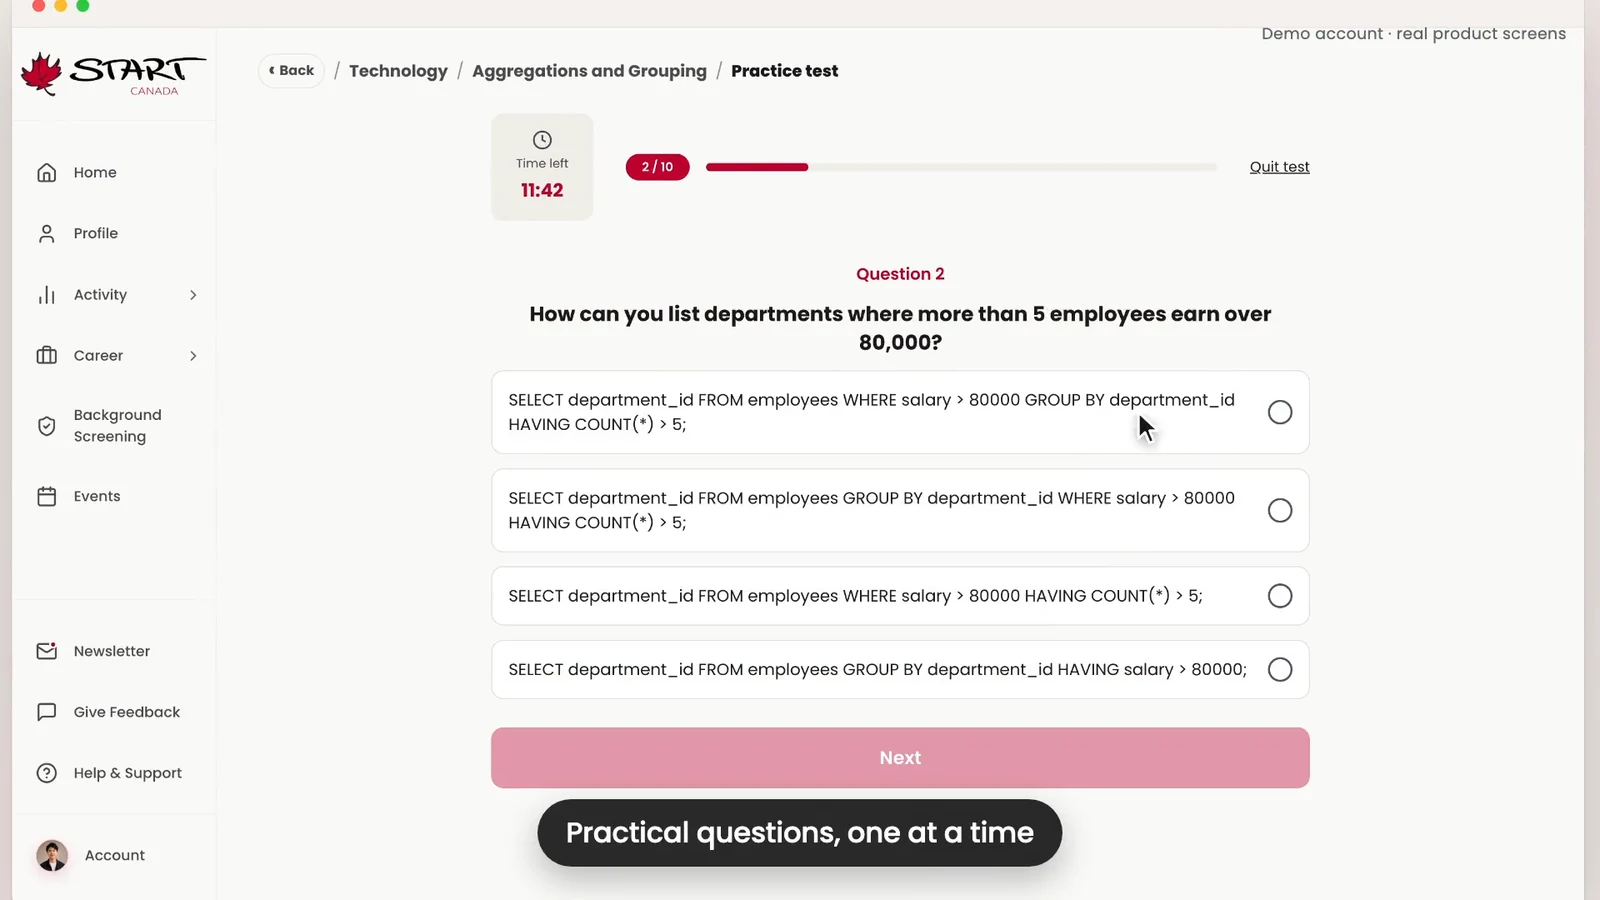 Demo account · real product screens
START
CANADA
‹ Back / Technology / Aggregations and Grouping / Practice test
Home
Profile
Activity
Career
Background
Screening
Events
Newsletter
Give Feedback
Help & Support
Account
Time left
11:42
2 / 10
Quit test
Question 2
How can you list departments where more than 5 employees earn over
80,000?
SELECT department_id FROM employees WHERE salary > 80000 GROUP BY department_id
HAVING COUNT(*) > 5;
SELECT department_id FROM employees GROUP BY department_id WHERE salary > 80000
HAVING COUNT(*) > 5;
SELECT department_id FROM employees WHERE salary > 80000 HAVING COUNT(*) > 5;
SELECT department_id FROM employees GROUP BY department_id HAVING salary > 80000;
Next
Practical questions, one at a time